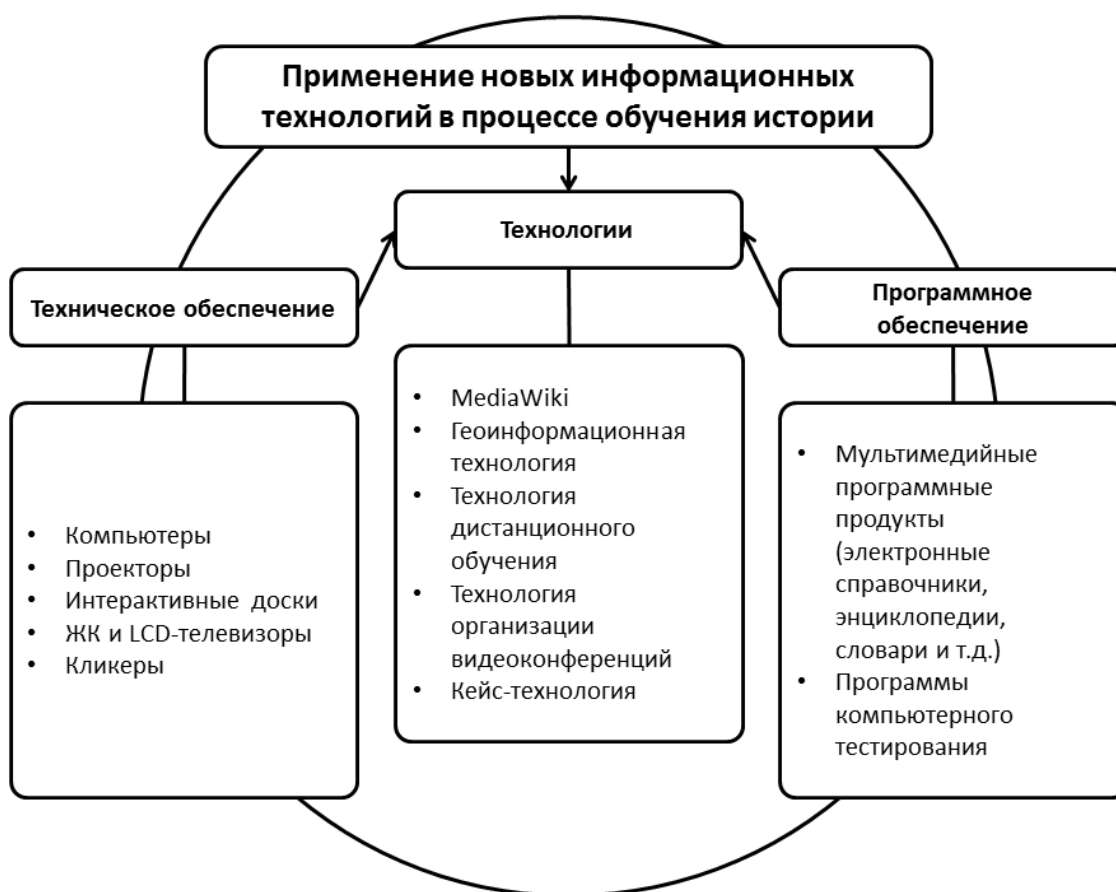 Применение новых информационных
технологий в процессе обучения истории
Технологии
Техническое обеспечение
Программное
обеспечение
• Компьютеры
• Проекторы
• Интерактивные доски
• ЖК и LCD-телевизоры
• Кликеры
• MediaWiki
• Геоинформационная
технология
• Технология
дистанционного
обучения
• Технология
организации
видеоконференций
• Кейс-технология
• Мультимедийные
программные
продукты
(электронные
справочники,
энциклопедии,
словари и т.д.)
• Программы
компьютерного
тестирования